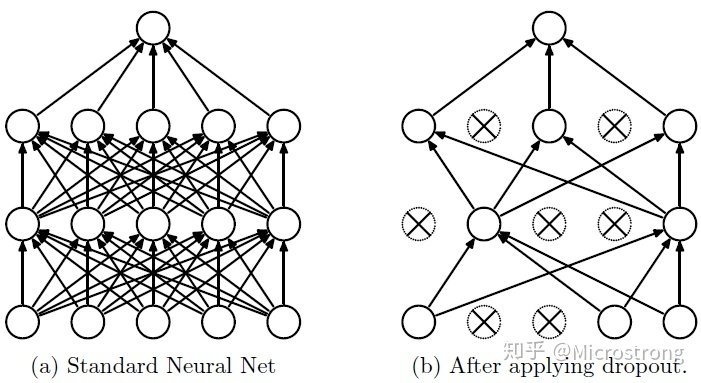 (a) Standard Neural Net
(b) After applying dropout.
知乎 @Microstrong